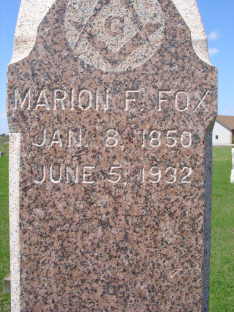 MARION F. FOX
JAN. 8, 1850
JUNE 5, 1932